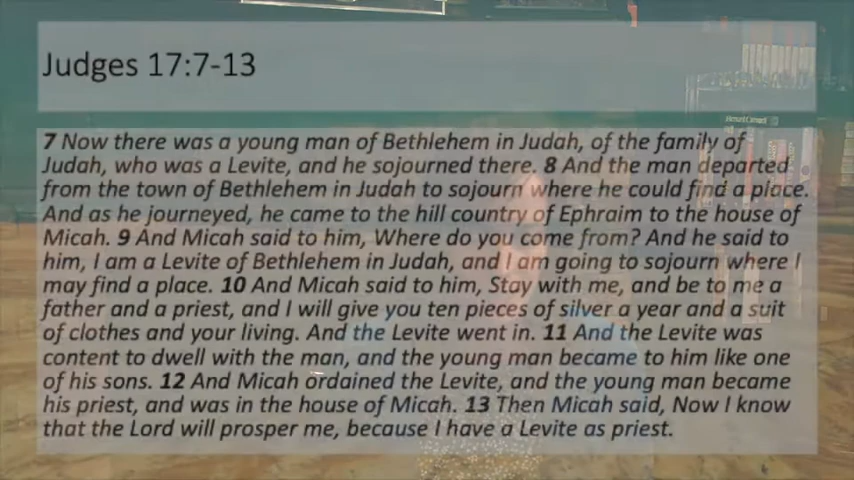 Judges 17:7-13
7 Now there was a young man of Bethlehem in Judah, of the family of
Judah, who was a Levite, and he sojourned there. 8 And the man departed
from the town of Bethlehem in Judah to sojourn where he could find a place.
And as he journeyed, he came to the hill country of Ephraim to the house of
Micah. 9 And Micah said to him, Where do you come from? And he said to
him, I am a Levite of Bethlehem in Judah, and I am going to sojourn where I
may find a place. 10 And Micah said to him, Stay with me, and be to me a
father and a priest, and I will give you ten pieces of silver a year and a suit
of clothes and your living. And the Levite went in. 11 And the Levite was
content to dwell with the man, and the young man became to him like one
of his sons. 12 And Micah ordained the Levite, and the young man became
his priest, and was in the house of Micah. 13 Then Micah said, Now I know
that the Lord will prosper me, because I have a Levite as priest.